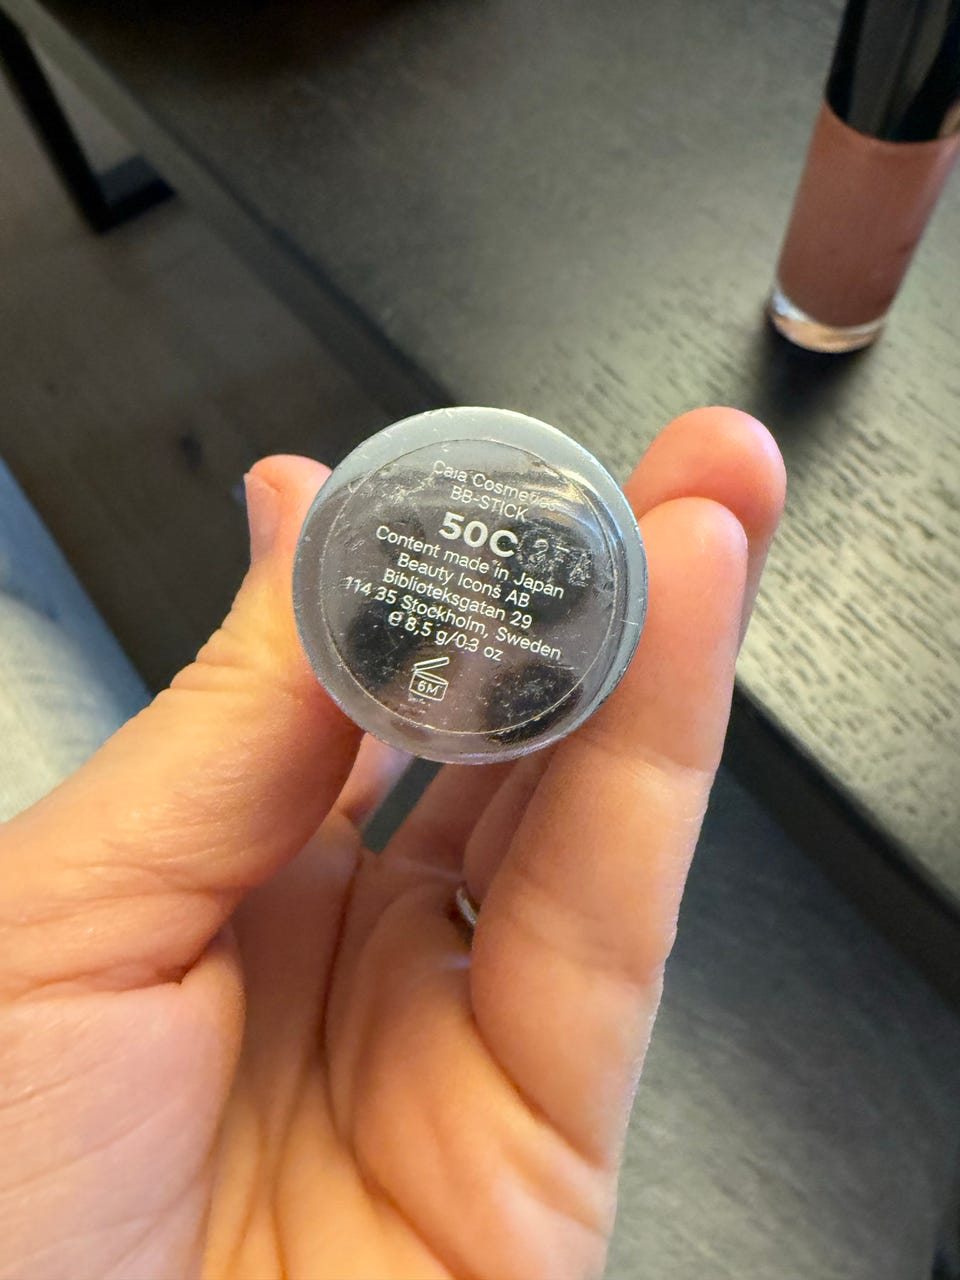 Caia Cosmetics
BB-STICK
50C
Content made in Japan
Beauty Icons AB
Biblioteksgatan 29
114 35 Stockholm, Sweden
℮ 8,5 g/0.3 oz
6M